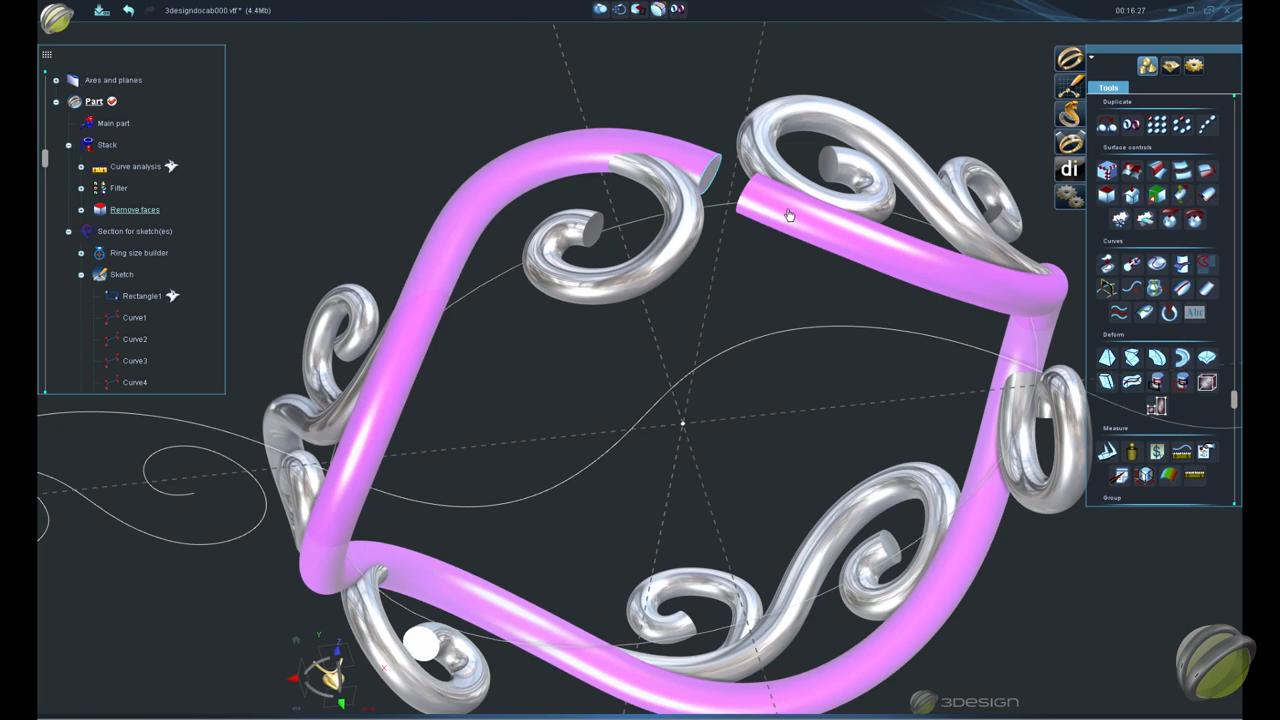 3designdocab000.vff* (4.4Mb)
00:16:27
Axes and planes
Part
Main part
Stack
Curve analysis
Filter
Remove faces
Section for sketch(es)
Ring size builder
Sketch
Rectangle1
Curve1
Curve2
Curve3
Curve4
di
Tools
Duplicate
Surface controls
Curves
Abc
Deform
Measure
Group
Y
Z
X
3DESIGN